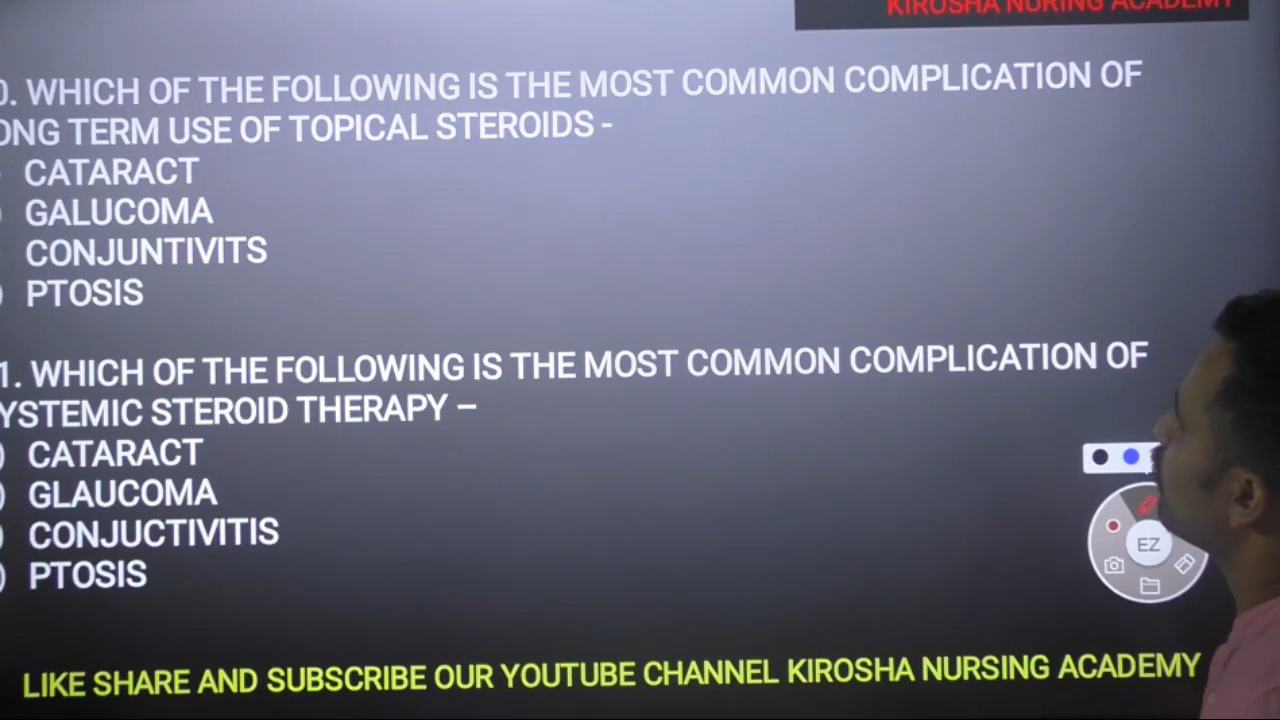 KIROSHA NURING ACADEMY
0. WHICH OF THE FOLLOWING IS THE MOST COMMON COMPLICATION OF
ONG TERM USE OF TOPICAL STEROIDS -
CATARACT
GALUCOMA
CONJUNTIVITS
) PTOSIS
1. WHICH OF THE FOLLOWING IS THE MOST COMMON COMPLICATION OF
YSTEMIC STEROID THERAPY –
) CATARACT
) GLAUCOMA
) CONJUCTIVITIS
) PTOSIS
EZ
LIKE SHARE AND SUBSCRIBE OUR YOUTUBE CHANNEL KIROSHA NURSING ACADEMY